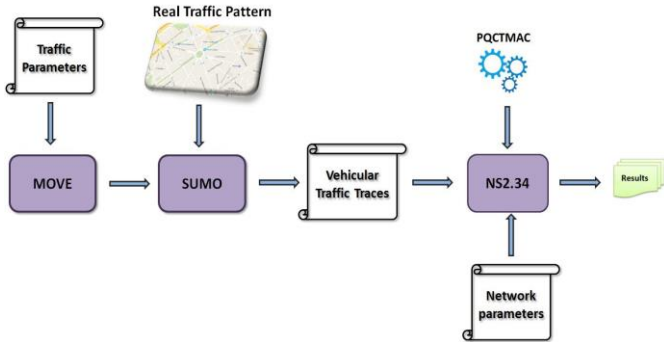 Real Traffic Pattern
Traffic
Parameters
PQCTMAC
MOVE
SUMO
Vehicular
Traffic Traces
NS2.34
Results
Network
parameters